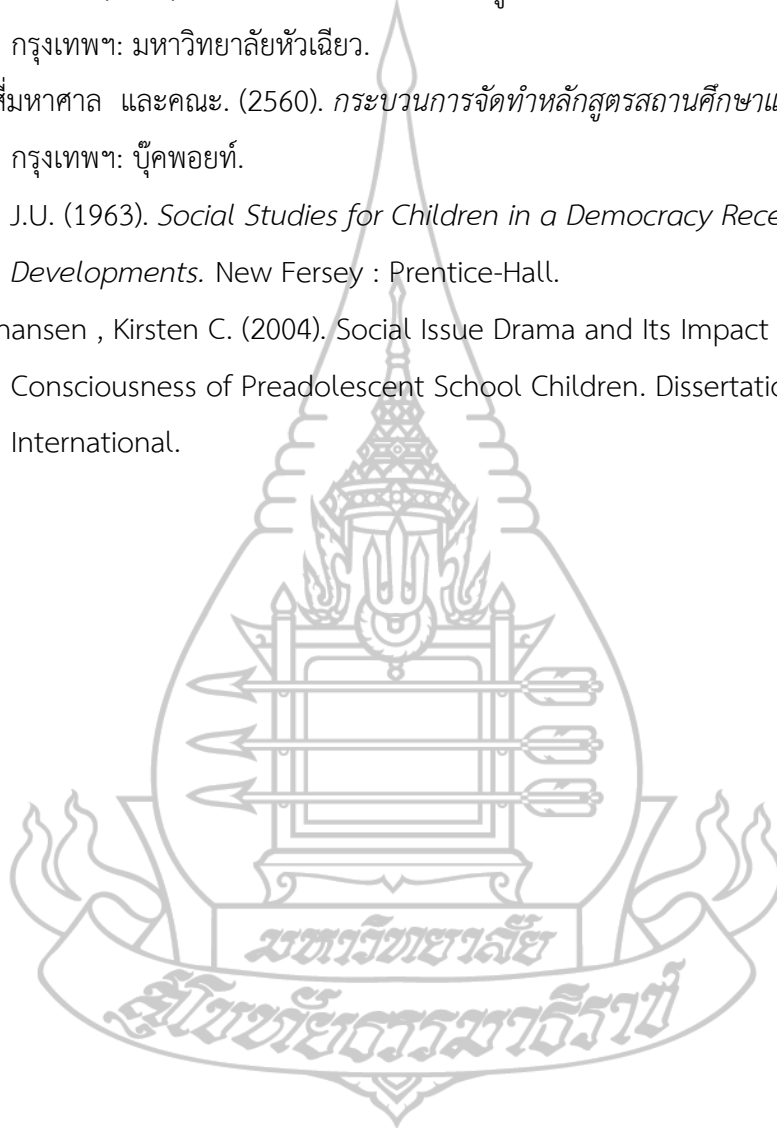 กรุงเทพฯ: มหาวิทยาลัยหัวเฉียว.
สี่มหาศาล และคณะ. (2560). กระบวนการจัดทำหลักสูตรสถานศึกษาแ
กรุงเทพฯ: บุ๊คพอยท์.
J.U. (1963). Social Studies for Children in a Democracy Rece
Developments. New Fersey : Prentice-Hall.
hansen , Kirsten C. (2004). Social Issue Drama and Its Impact
Consciousness of Preadolescent School Children. Dissertatio
International.
มหาวิทยาลัย
สุโขทัยธรรมาธิราช